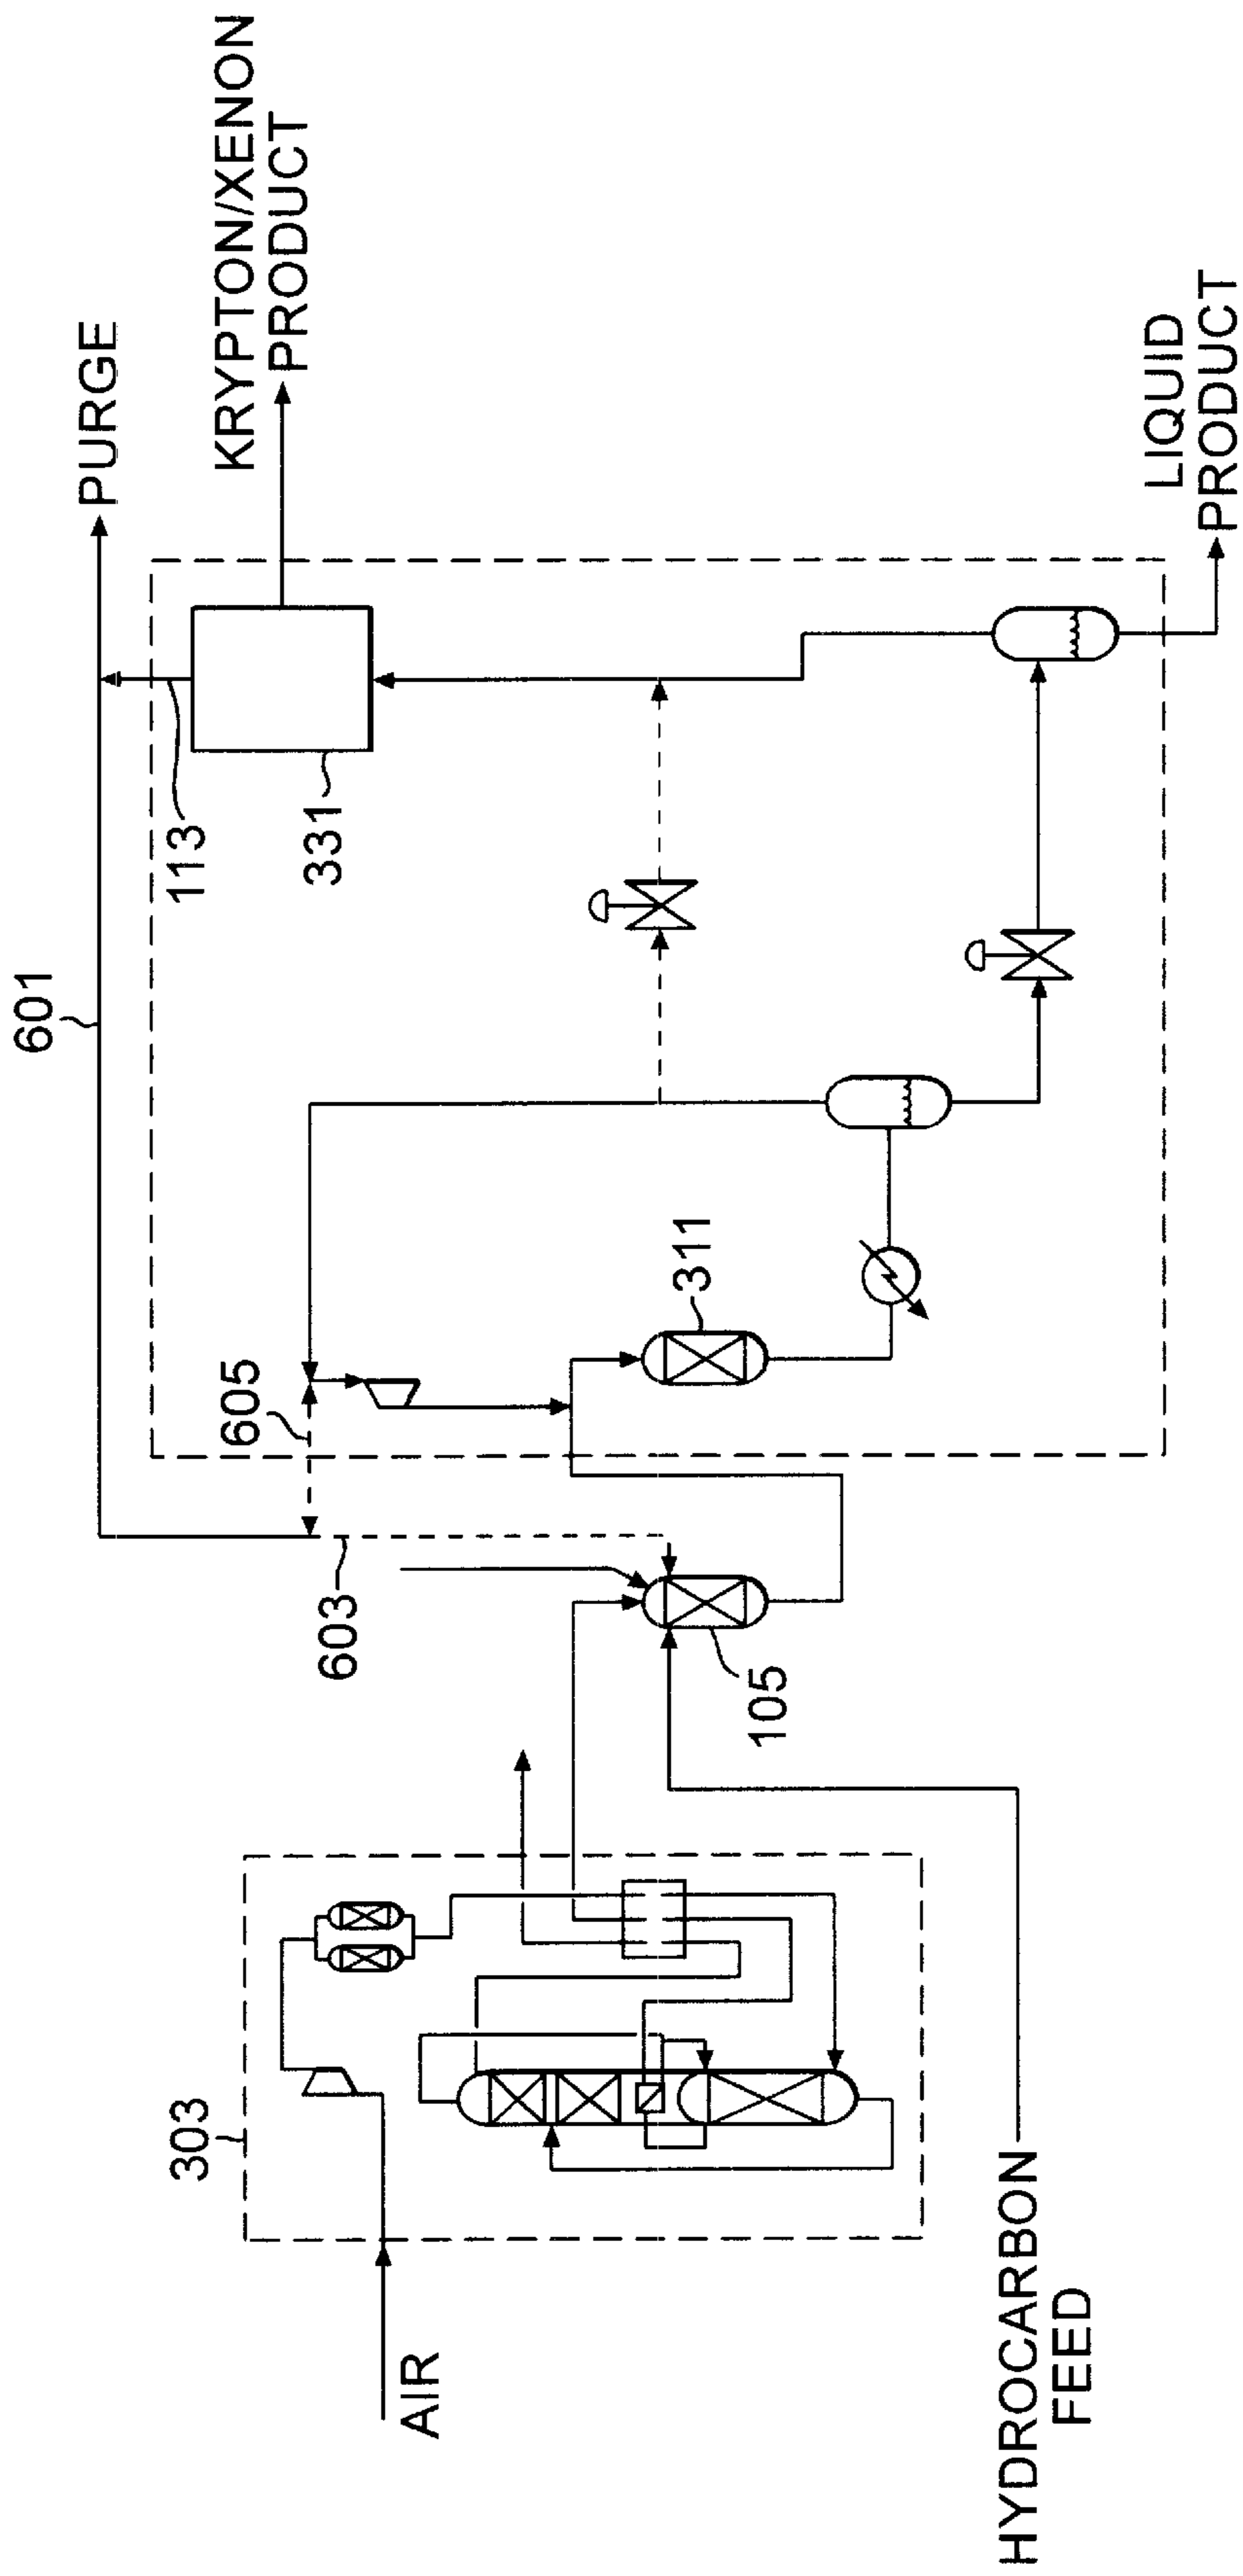 601
PURGE
KRYPTON/XENON
PRODUCT
113
331
605
603
311
303
105
AIR
LIQUID
PRODUCT
HYDROCARBON
FEED